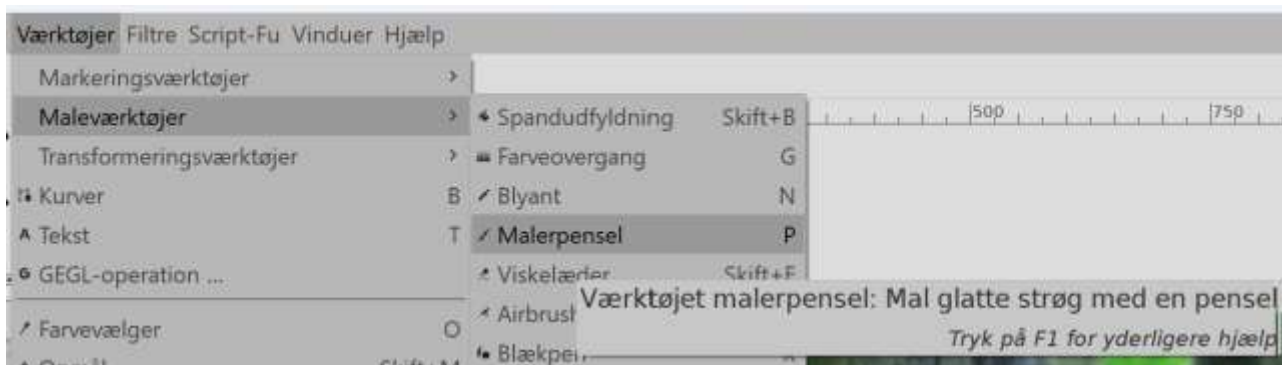 Værktøjer Filtre Script-Fu Vinduer Hjælp
Markeringsværktøjer >
Maleværktøjer >
Transformeringsværktøjer >
Kurver B
Tekst T
GEGL-operation ...
Farvevælger O
Spandudfyldning Skift+B
Farveovergang G
Blyant N
Malerpensel P
Viskelæder Skift+E
Airbrush
Blækpen
500 750
Værktøjet malerpensel: Mal glatte strøg med en pensel
Tryk på F1 for yderligere hjælp